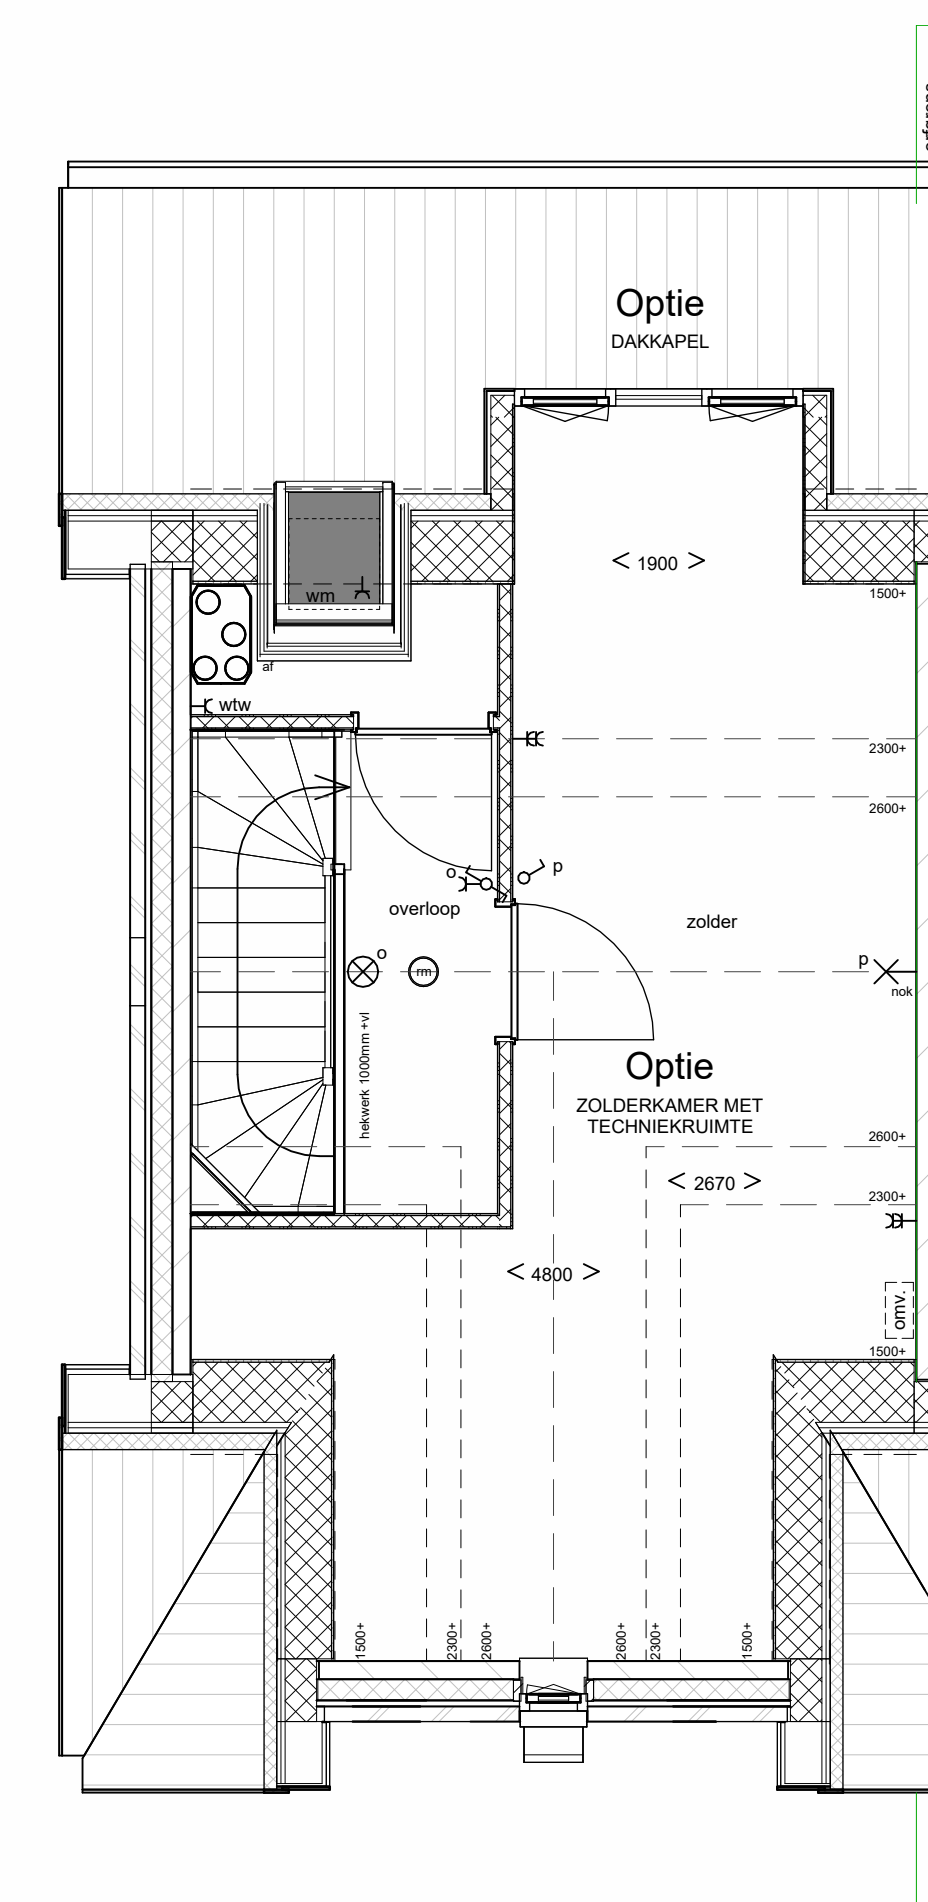 erfgrens
Optie
DAKKAPEL
< 1900 >
1500+
wm
af
wtw
2300+
2600+
o
p
overloop
zolder
o
rm
p
nok
hekwerk 1000mm +vl
Optie
ZOLDERKAMER MET
TECHNIEKRUIMTE
2600+
< 2670 >
2300+
< 4800 >
omv.
1500+
1500+
2300+
2600+
2600+
2300+
1500+